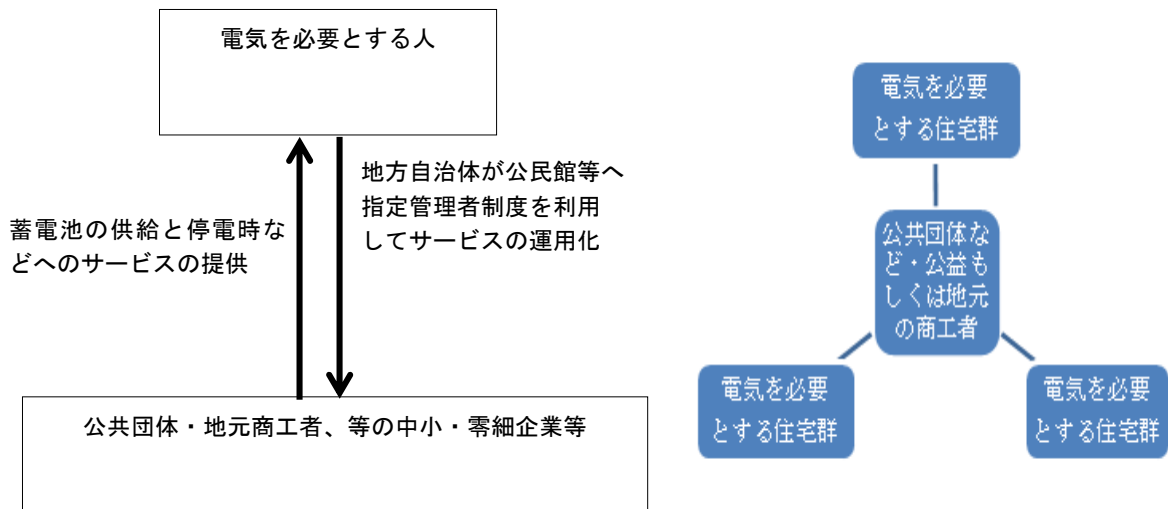 電気を必要とする人
地方自治体が公民館等へ
指定管理者制度を利用
してサービスの運用化
蓄電池の供給と停電時な
どへのサービスの提供
公共団体・地元商工者、等の中小・零細企業等
電気を必要
とする住宅群
公共団体な
ど・公益も
しくは地元
の商工者
電気を必要
とする住宅群
電気を必要
とする住宅群